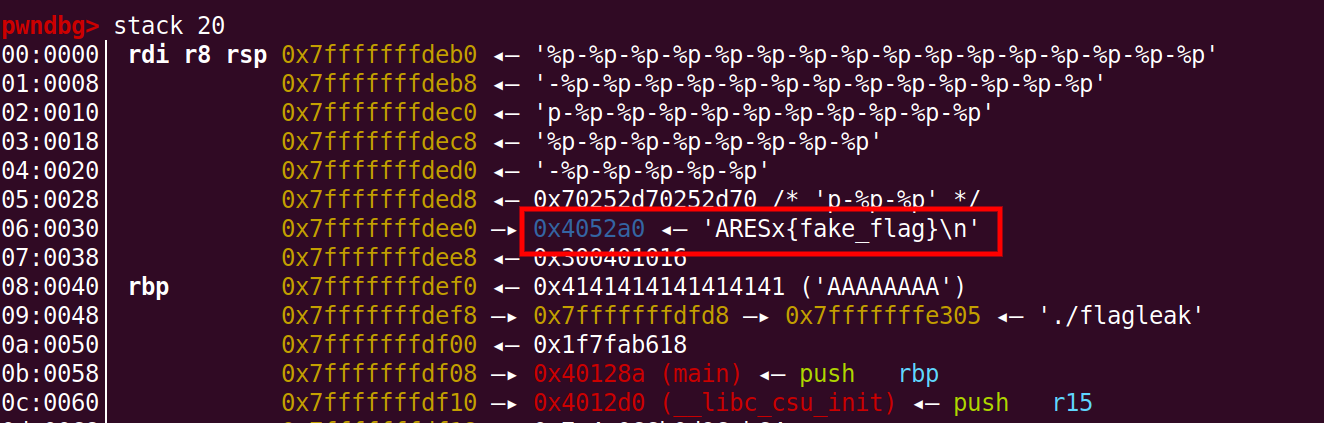 pwndbg> stack 20
00:0000│ rdi r8 rsp 0x7fffffffdeb0 ◂— '%p-%p-%p-%p-%p-%p-%p-%p-%p-%p-%p-%p-%p-%p-%p-%p'
01:0008│ 0x7fffffffdeb8 ◂— '-%p-%p-%p-%p-%p-%p-%p-%p-%p-%p-%p-%p-%p'
02:0010│ 0x7fffffffdec0 ◂— 'p-%p-%p-%p-%p-%p-%p-%p-%p-%p-%p'
03:0018│ 0x7fffffffdec8 ◂— '%p-%p-%p-%p-%p-%p-%p-%p'
04:0020│ 0x7fffffffded0 ◂— '-%p-%p-%p-%p-%p'
05:0028│ 0x7fffffffded8 ◂— 0x70252d70252d70 /* 'p-%p-%p' */
06:0030│ 0x7fffffffdee0 —▸ 0x4052a0 ◂— 'ARESx{fake_flag}\n'
07:0038│ 0x7fffffffdee8 ◂— 0x300401016
08:0040│ rbp 0x7fffffffdef0 ◂— 0x4141414141414141 ('AAAAAAAA')
09:0048│ 0x7fffffffdef8 —▸ 0x7fffffffdfd8 —▸ 0x7fffffffe305 ◂— './flagleak'
0a:0050│ 0x7fffffffdf00 ◂— 0x1f7fab618
0b:0058│ 0x7fffffffdf08 —▸ 0x40128a (main) ◂— push rbp
0c:0060│ 0x7fffffffdf10 —▸ 0x4012d0 (__libc_csu_init) ◂— push r15